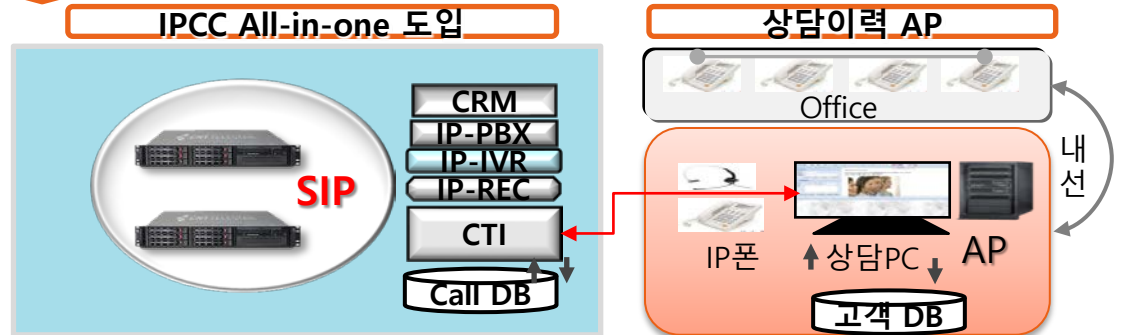 IPCC All-in-one 도입
상담이력 AP
SIP
CRM
IP-PBX
IP-IVR
IP-REC
CTI
Call DB
Office
내선
IP폰
상담PC
AP
고객 DB